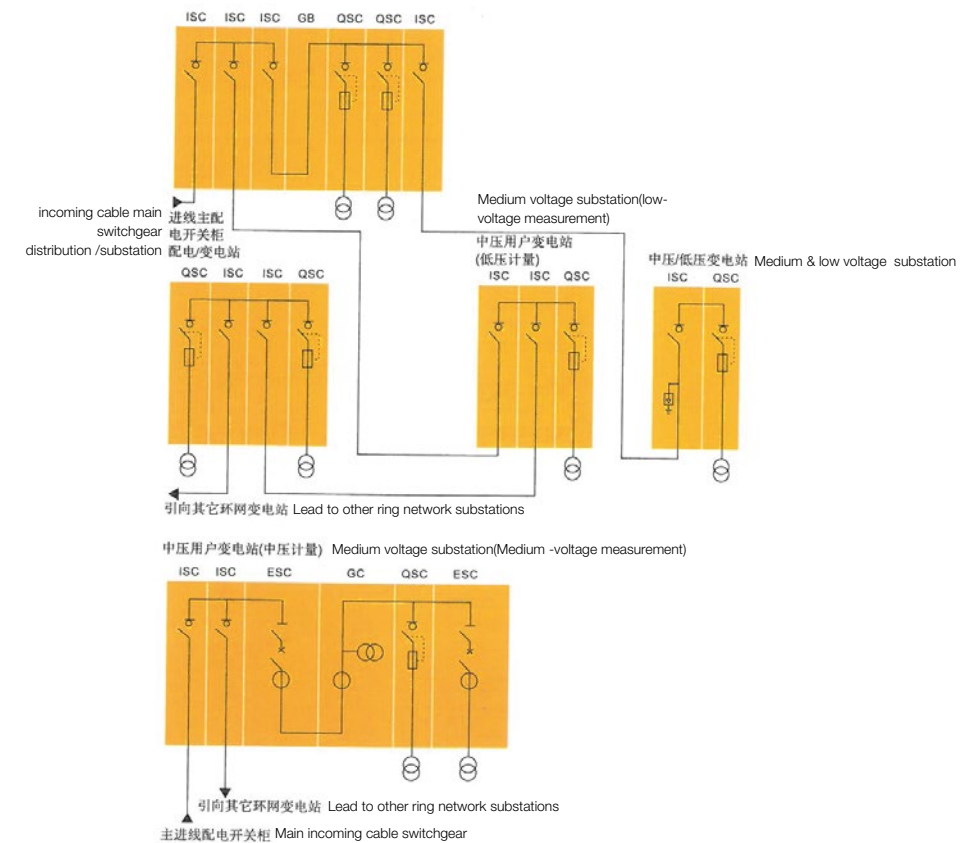 ISC ISC ISC GB QSC QSC ISC
incoming cable main
switchgear
distribution /substation
进线主配
电开关柜
配电/变电站
QSC ISC ISC QSC
Medium voltage substation(low-
voltage measurement)
中压用户变电站
(低压计量)
ISC ISC QSC
中压/低压变电站 Medium & low voltage substation
ISC QSC
引向其它环网变电站 Lead to other ring network substations
中压用户变电站(中压计量) Medium voltage substation(Medium -voltage measurement)
ISC ISC ESC GC QSC ESC
引向其它环网变电站 Lead to other ring network substations
主进线配电开关柜 Main incoming cable switchgear